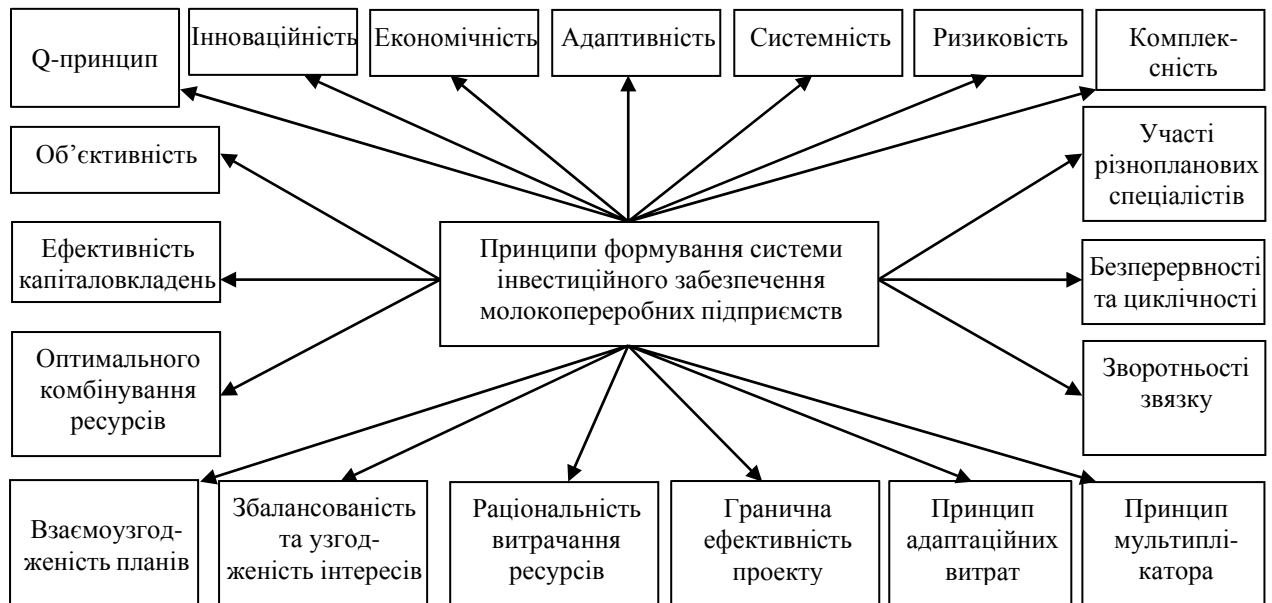 Q-принцип
Інноваційність
Економічність
Адаптивність
Системність
Ризиковість
Комплек-
сність
Об’єктивність
Участі
різнопланових
спеціалістів
Ефективність
капіталовкладень
Принципи формування системи
інвестиційного забезпечення
молокопереробних підприємств
Безперервності
та циклічності
Оптимального
комбінування
ресурсів
Зворотньості
звязку
Взаємоузгод-
женість планів
Збалансованість
та узгод-
женість інтересів
Раціональність
витрачання
ресурсів
Гранична
ефективність
проекту
Принцип
адаптаційних
витрат
Принцип
мультиплі-
катора